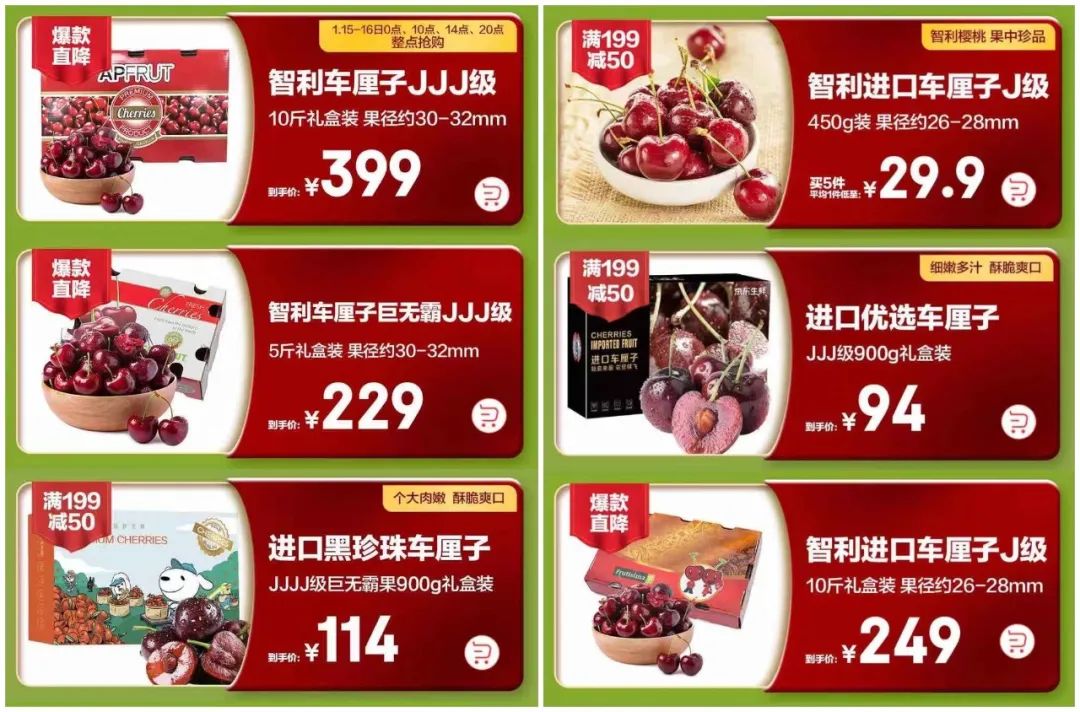 爆款
直降
1.15-16日0点、10点、14点、20点
整点抢购
APFRUT
PREMIUM
Cherries
PRODUCT
智利车厘子JJJ级
10斤礼盒装 果径约30-32mm
到手价: ¥399
满199
减50
智利樱桃 果中珍品
智利进口车厘子J级
450g装 果径约26-28mm
买5件
平均1件低至: ¥29.9
爆款
直降
FRESH
Cherries
智利车厘子巨无霸JJJ级
5斤礼盒装 果径约30-32mm
到手价: ¥229
满199
减50
细嫩多汁 酥脆爽口
京东生鲜
CHERRIES
IMPORTED FRUIT
进口车厘子
进口优选车厘子
JJJ级900g礼盒装
到手价: ¥94
满199
减50
个大肉嫩 酥脆爽口
UM CHERRIES
进口黑珍珠车厘子
JJJJ级巨无霸果900g礼盒装
到手价: ¥114
爆款
直降
frutisima
智利进口车厘子J级
10斤礼盒装 果径约26-28mm
到手价: ¥249